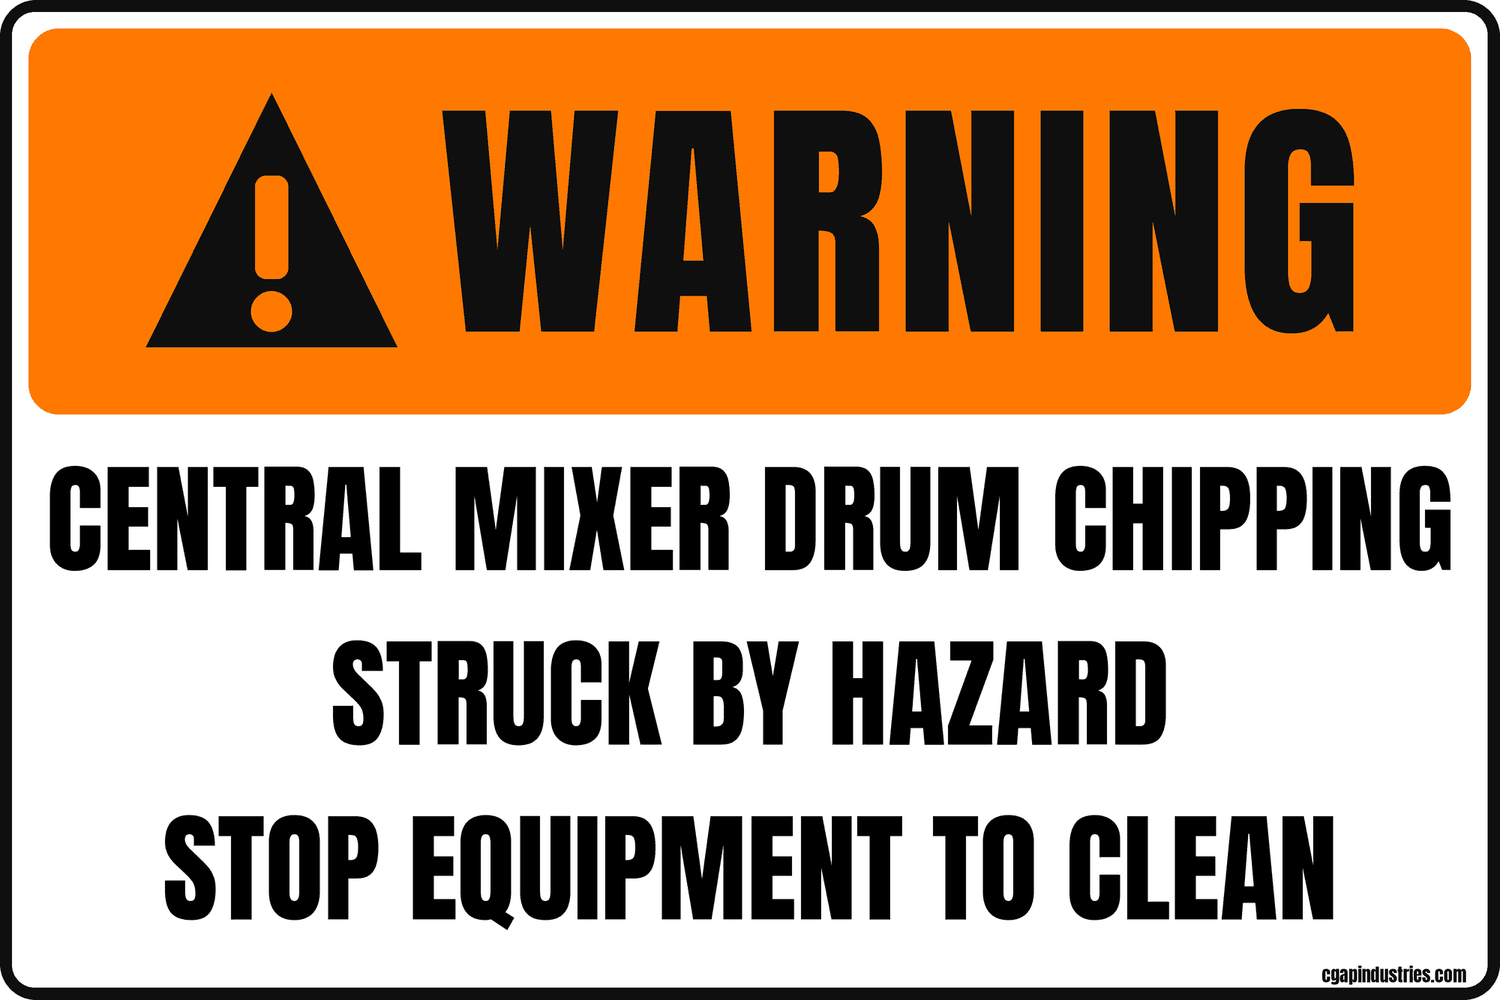 WARNING
CENTRAL MIXER DRUM CHIPPING
STRUCK BY HAZARD
STOP EQUIPMENT TO CLEAN
cgapindustries.com